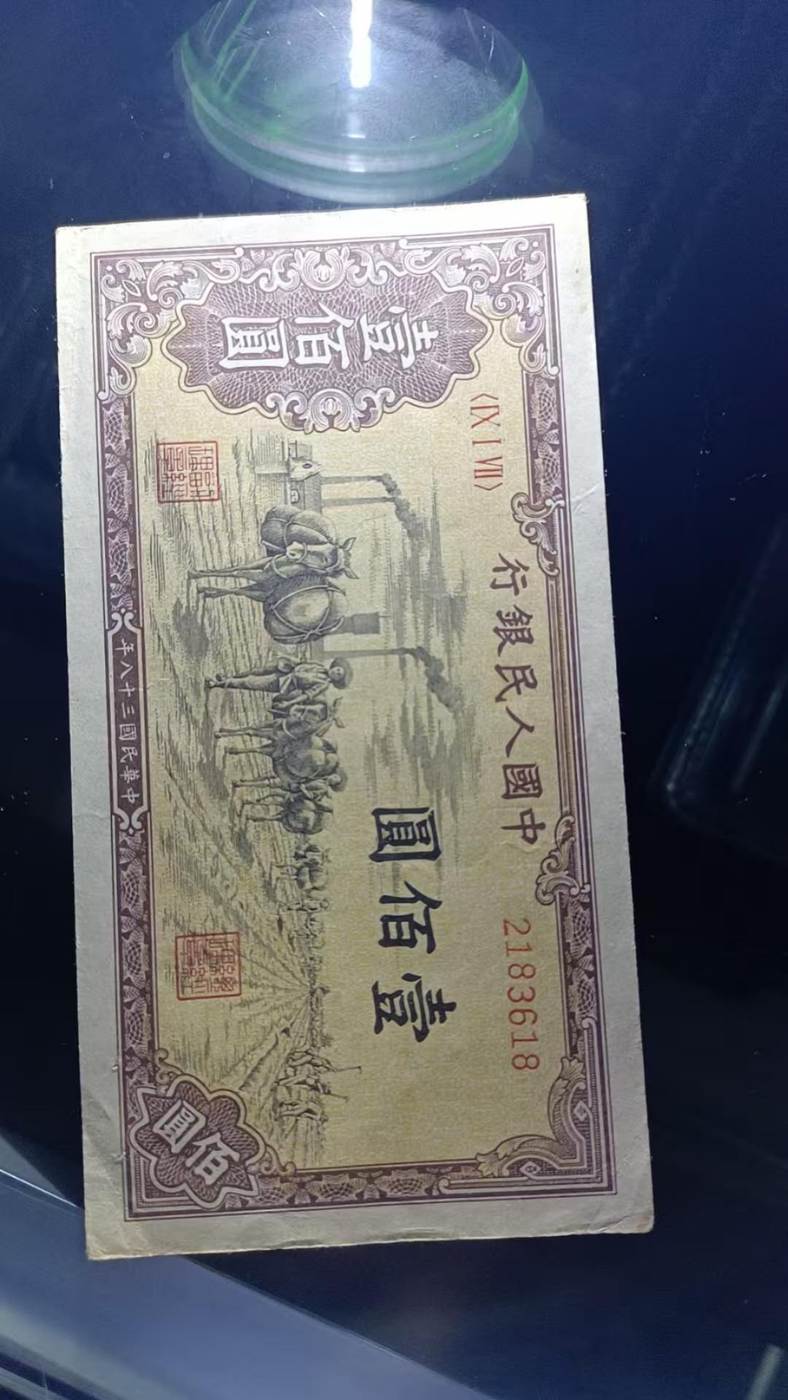 中國人民銀行
〈IX I VII〉
2183618
壹佰圓
壹佰圓
佰圓
中華民國三十八年